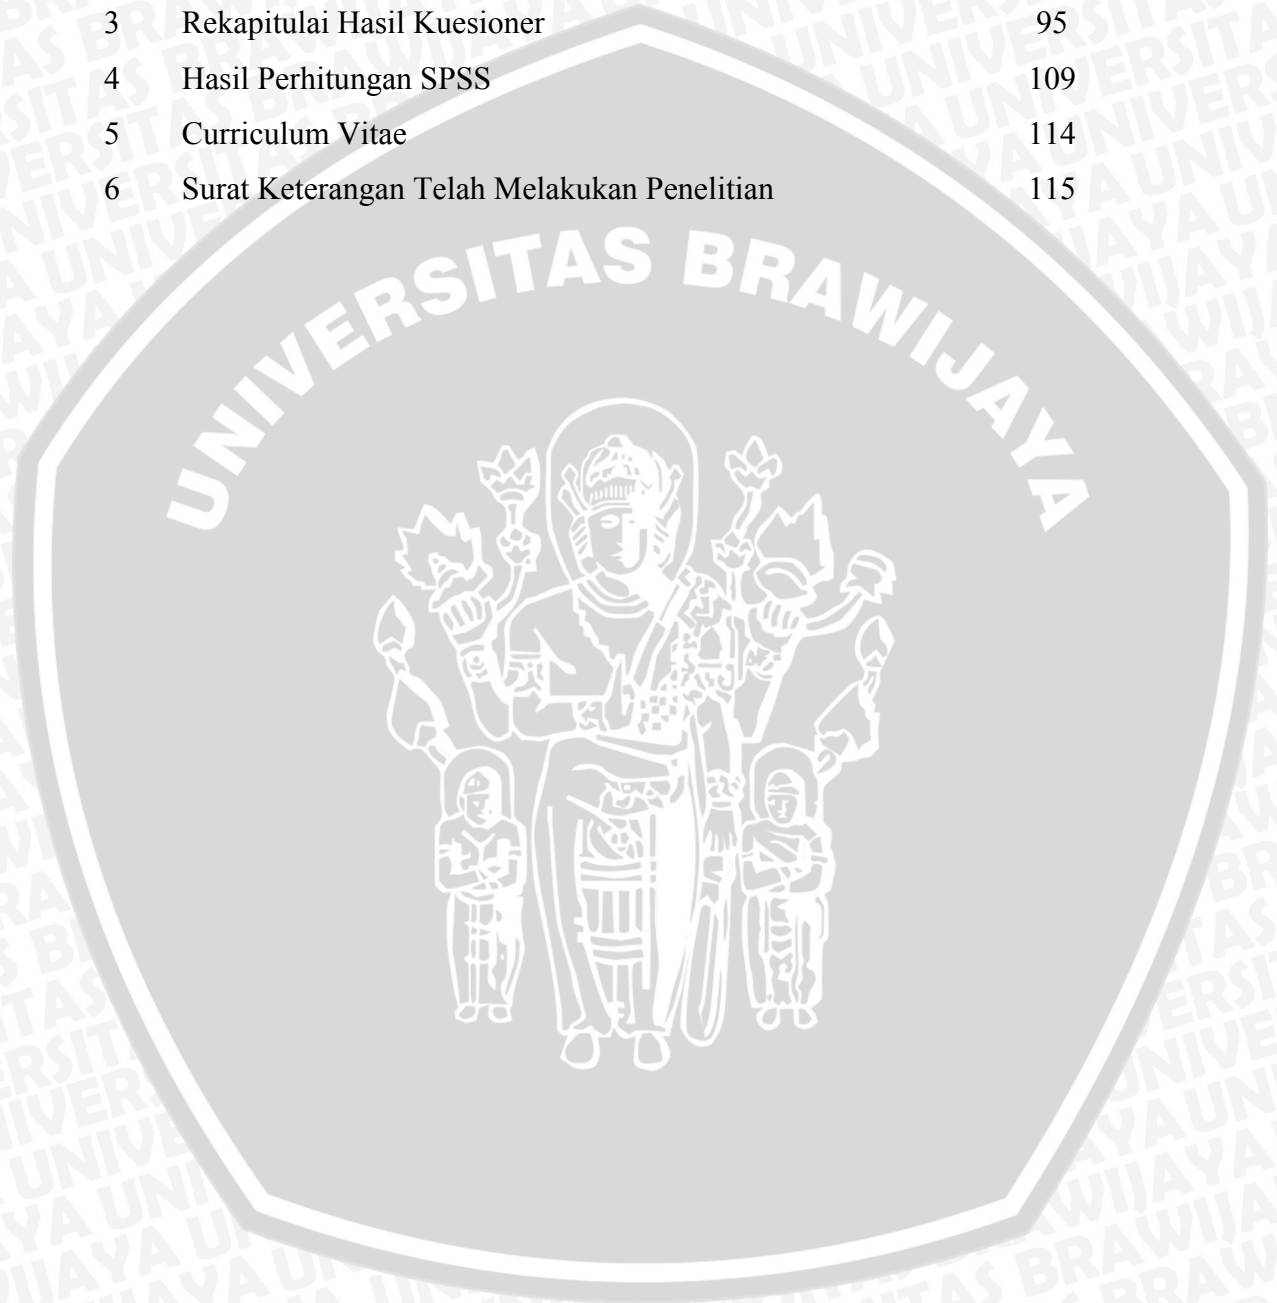 3 Rekapitulai Hasil Kuesioner 95
4 Hasil Perhitungan SPSS 109
5 Curriculum Vitae 114
6 Surat Keterangan Telah Melakukan Penelitian 115
UNIVERSITAS BRAWIJAYA